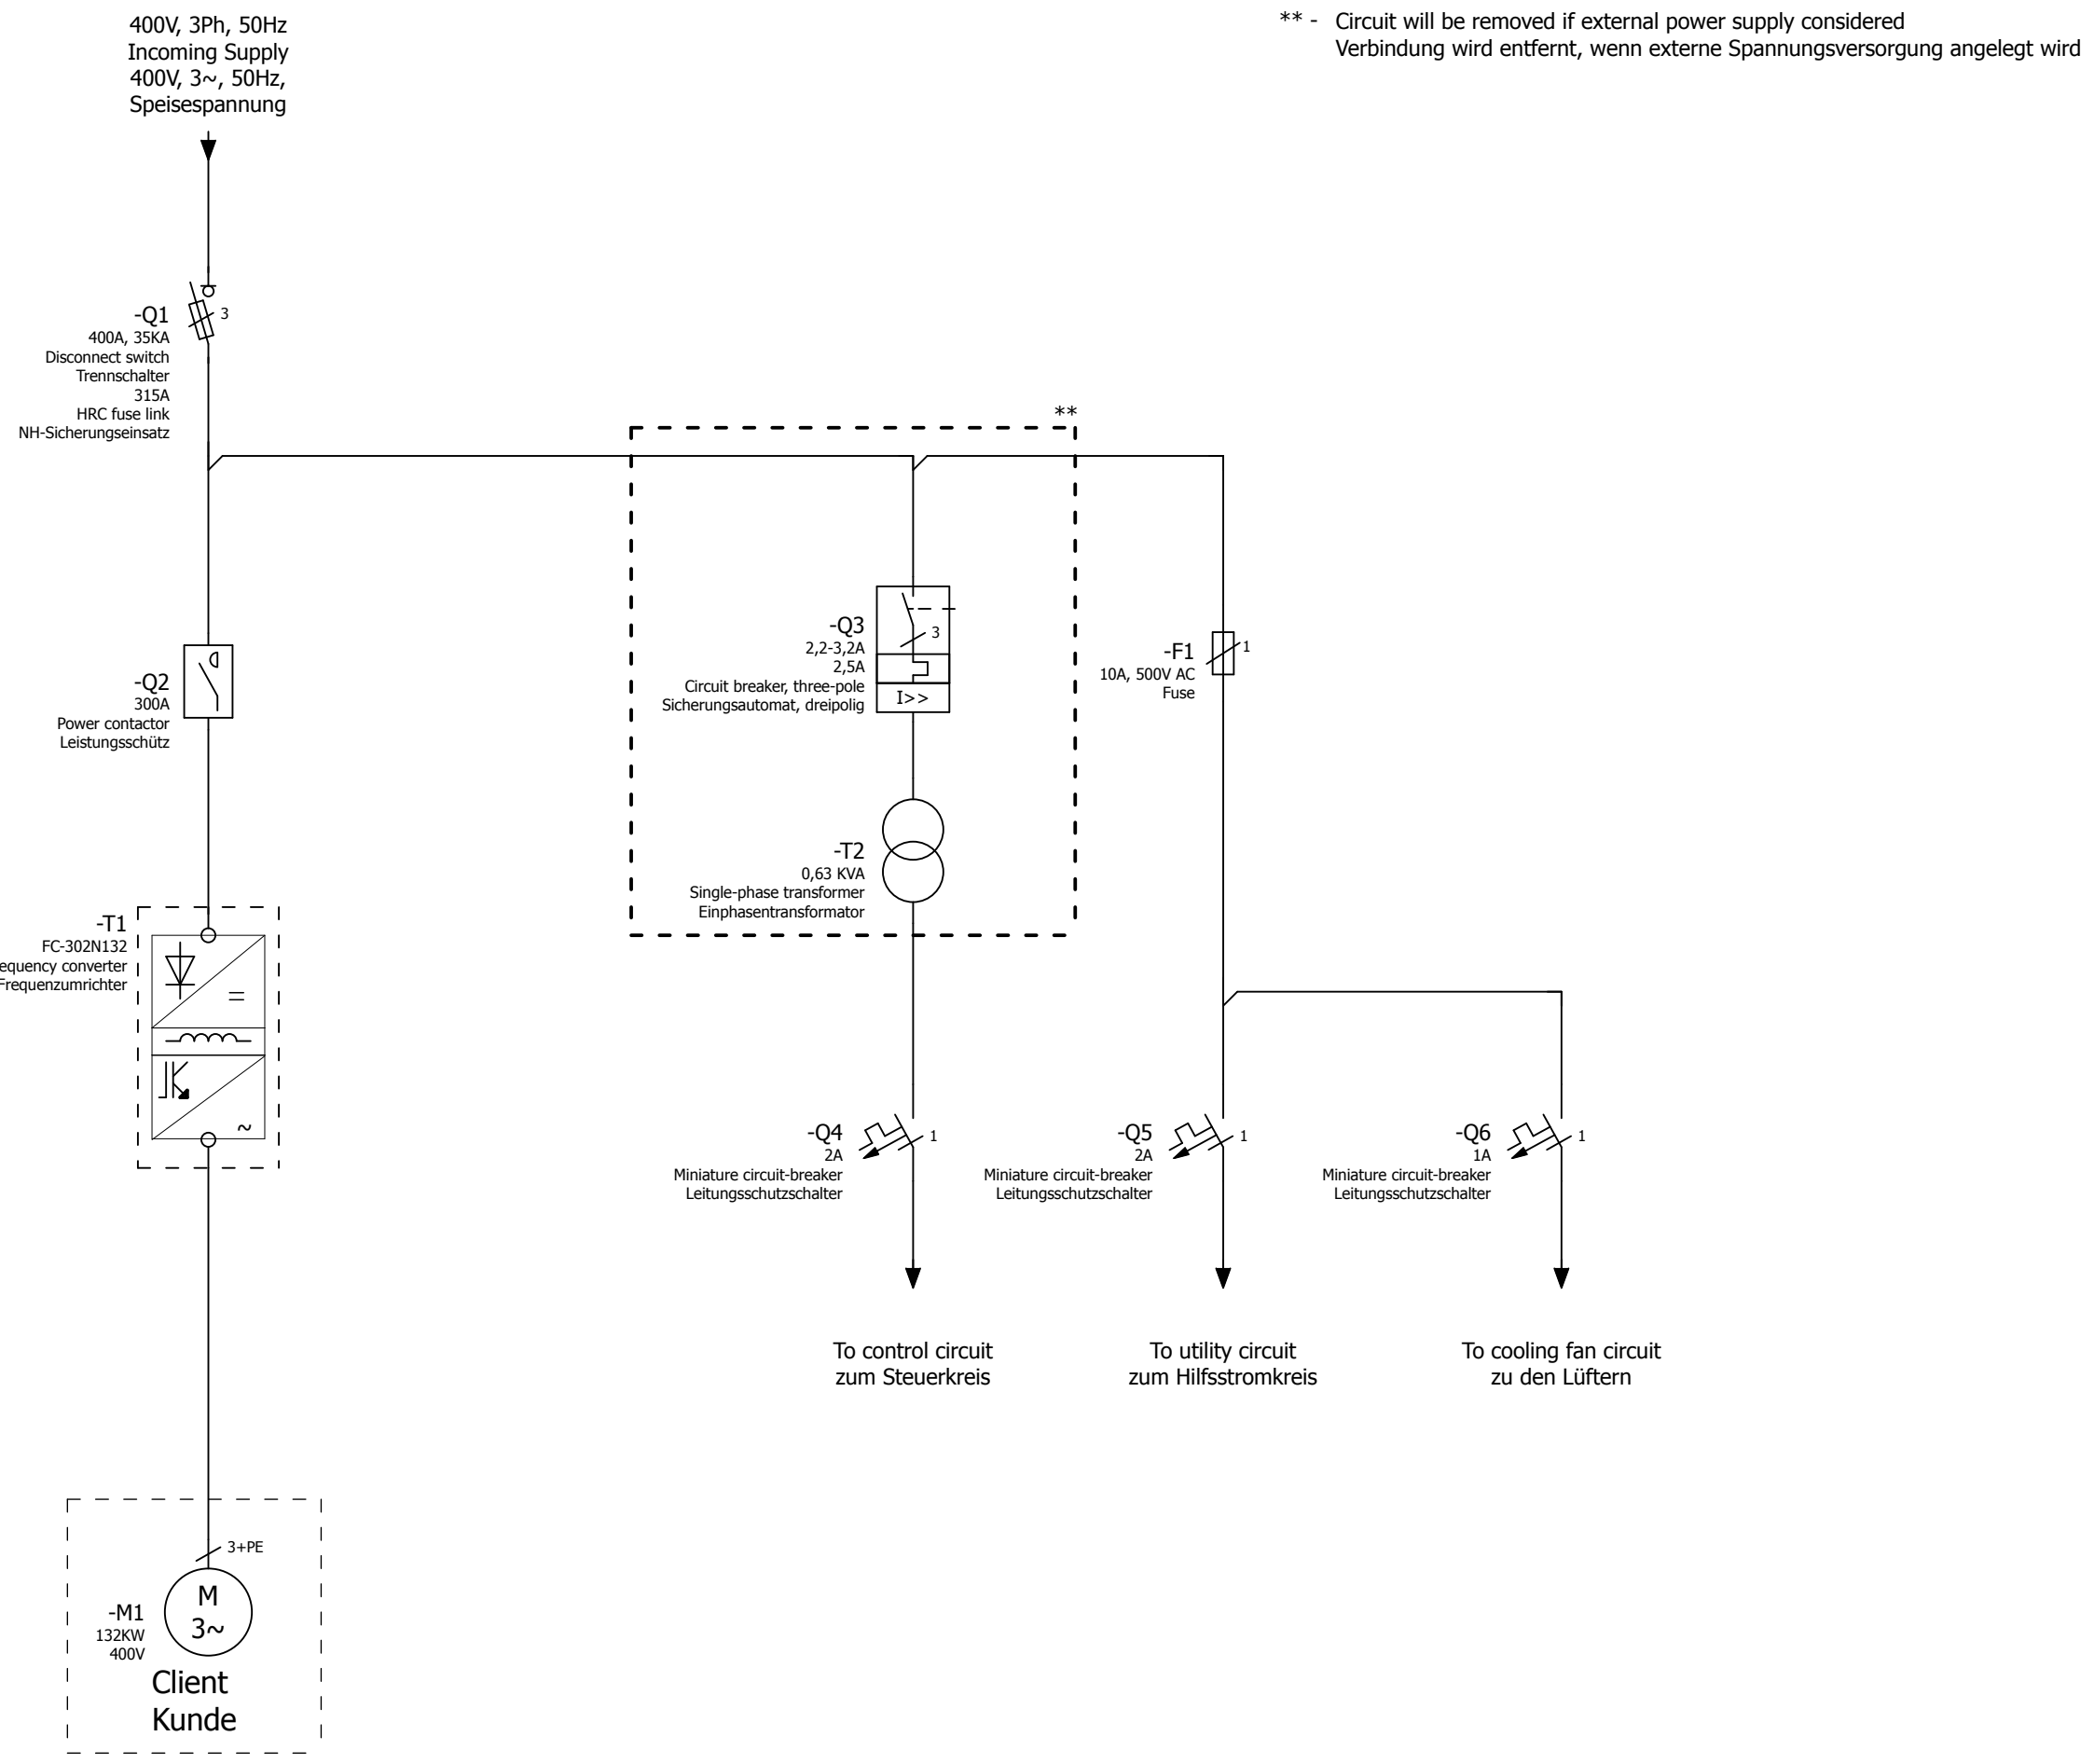 400V, 3Ph, 50Hz
Incoming Supply
400V, 3~, 50Hz,
Speisespannung
** - Circuit will be removed if external power supply considered
Verbindung wird entfernt, wenn externe Spannungsversorgung angelegt wird
-Q1
3
400A, 35KA
Disconnect switch
Trennschalter
315A
HRC fuse link
NH-Sicherungseinsatz
**
-Q2
300A
Power contactor
Leistungsschütz
-Q3
3
2,2-3,2A
2,5A
Circuit breaker, three-pole
Sicherungsautomat, dreipolig
I>>
-F1
1
10A, 500V AC
Fuse
-T2
0,63 KVA
Single-phase transformer
Einphasentransformator
-T1
FC-302N132
equency converter
Frequenzumrichter
=
~
-Q4
1
2A
Miniature circuit-breaker
Leitungsschutzschalter
-Q5
1
2A
Miniature circuit-breaker
Leitungsschutzschalter
-Q6
1
1A
Miniature circuit-breaker
Leitungsschutzschalter
To control circuit
zum Steuerkreis
To utility circuit
zum Hilfsstromkreis
To cooling fan circuit
zu den Lüftern
3+PE
M
3~
-M1
132KW
400V
Client
Kunde